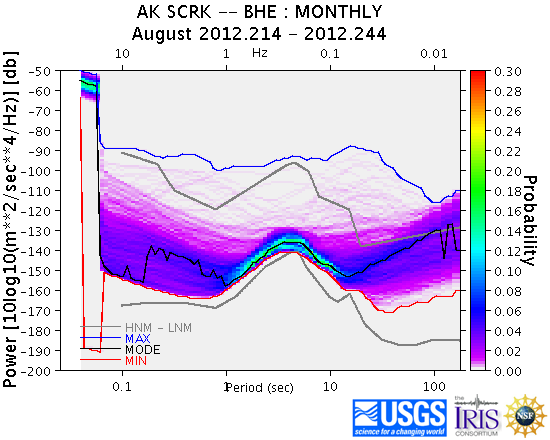 AK SCRK -- BHE : MONTHLY
August 2012.214 - 2012.244
10 1 Hz 0.1 0.01
Power [10log10(m**2/sec**4/Hz)] [db]
-50
-60
-70
-80
-90
-100
-110
-120
-130
-140
-150
-160
-170
-180
-190
-200
HNM - LNM
MAX
MODE
MIN
0.1 1 Period (sec) 10 100
0.30
0.28
0.26
0.24
0.22
0.20
0.18
0.16
0.14
0.12
0.10
0.08
0.06
0.04
0.02
0.00
Probability
USGS
science for a changing world
the
IRIS
CONSORTIUM
NSF